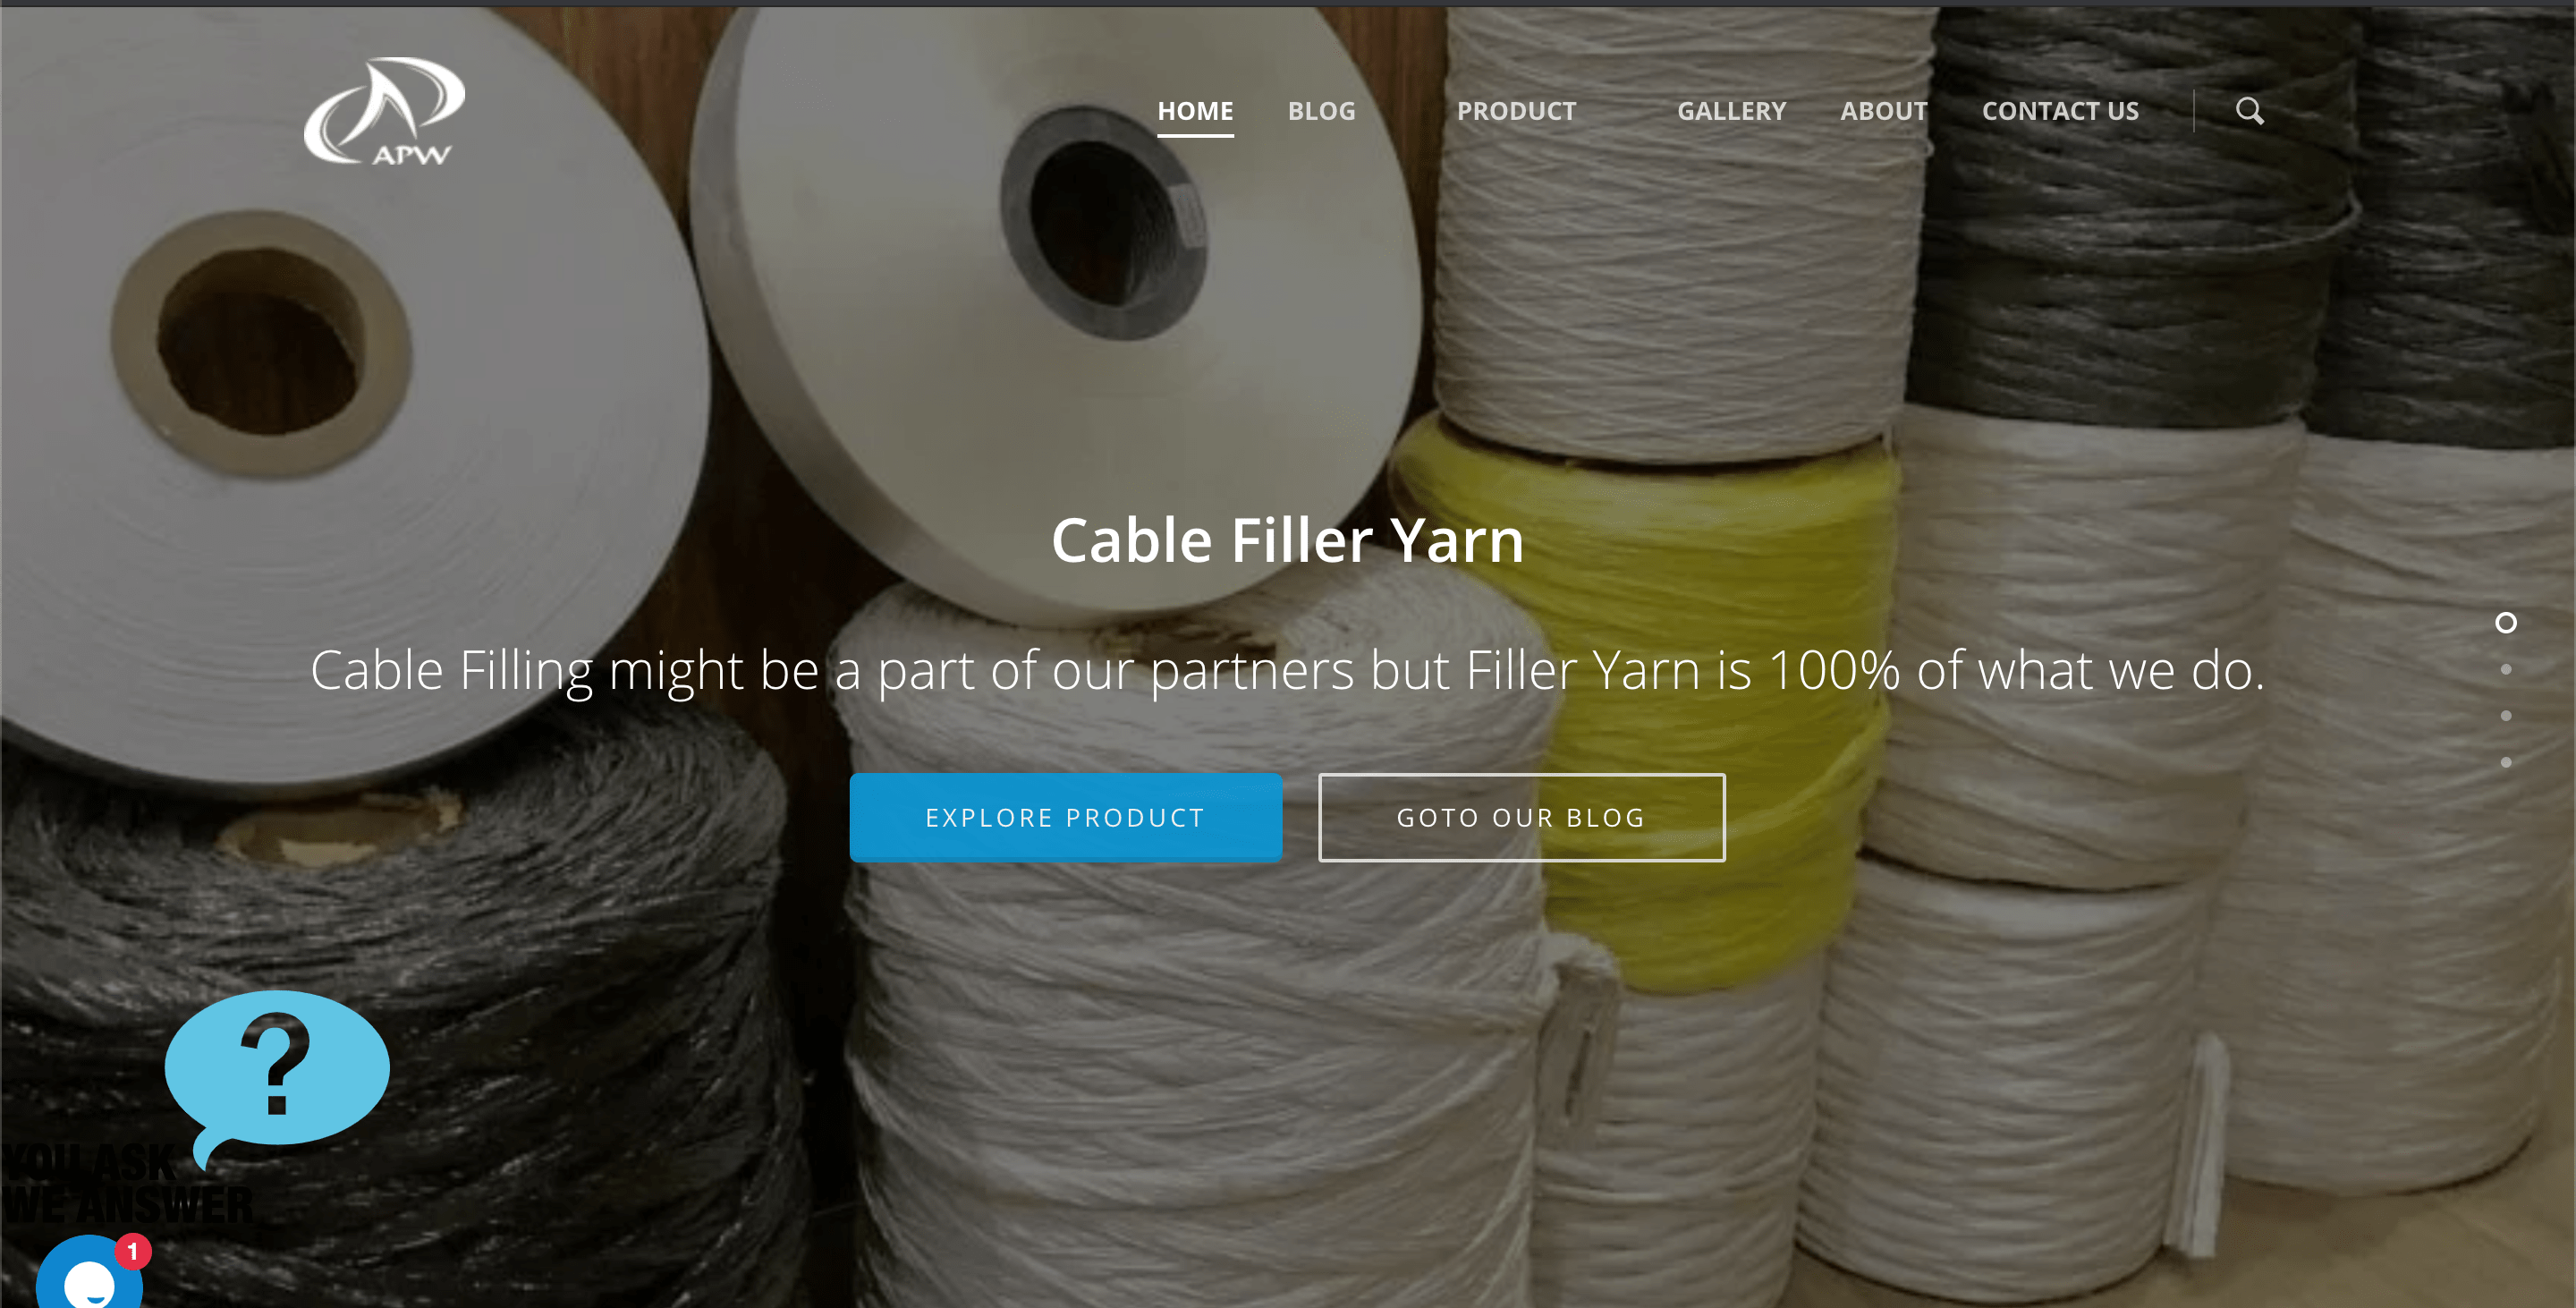 APW
HOME BLOG PRODUCT GALLERY ABOUT CONTACT US
Cable Filler Yarn
Cable Filling might be a part of our partners but Filler Yarn is 100% of what we do.
EXPLORE PRODUCT GOTO OUR BLOG
?
YOU ASK
WE ANSWER
1